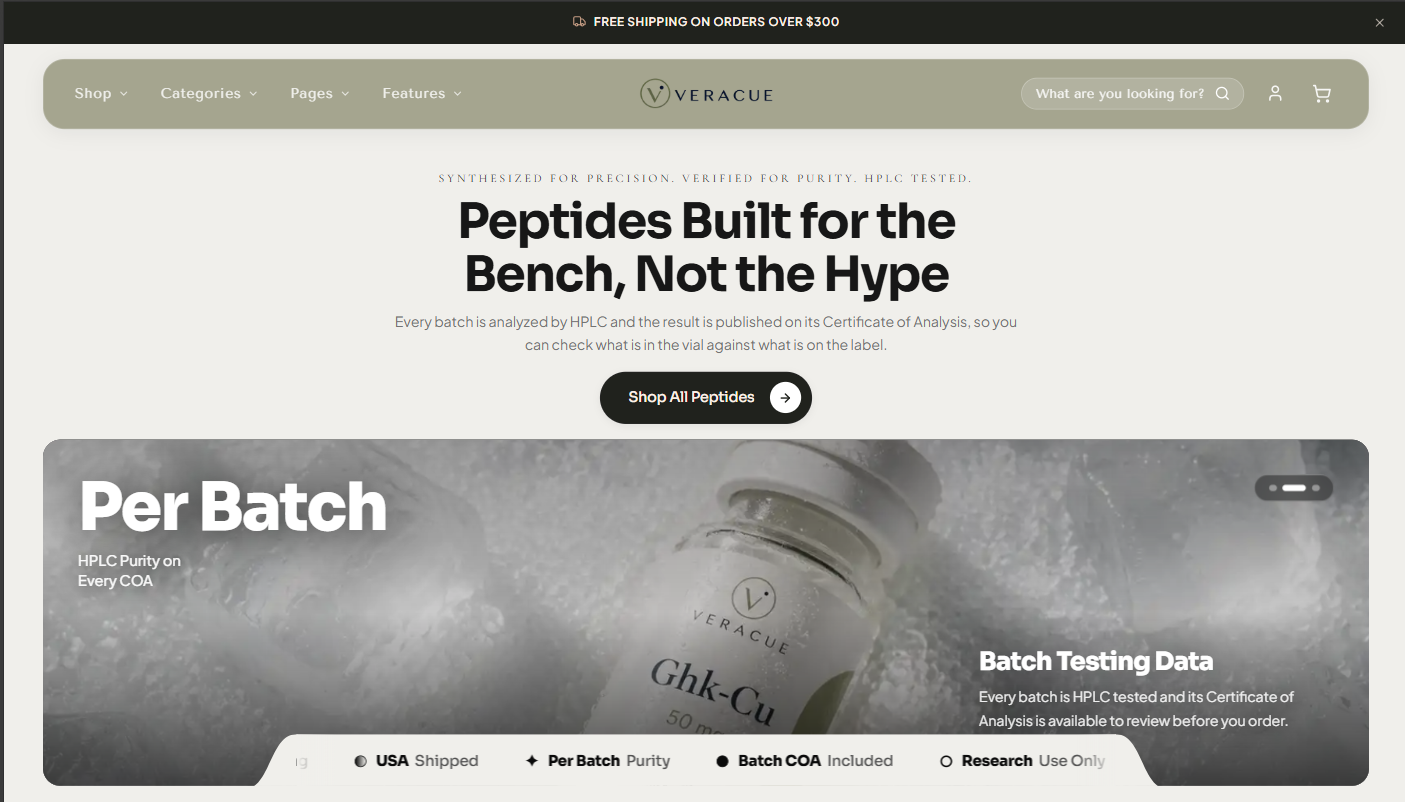 FREE SHIPPING ON ORDERS OVER $300
Shop
Categories
Pages
Features
VERACUE
What are you looking for?
SYNTHESIZED FOR PRECISION. VERIFIED FOR PURITY. HPLC TESTED.
Peptides Built for the
Bench, Not the Hype
Every batch is analyzed by HPLC and the result is published on its Certificate of Analysis, so you
can check what is in the vial against what is on the label.
Shop All Peptides
Per Batch
HPLC Purity on
Every COA
VERACUE
Ghk-Cu
50
Batch Testing Data
Every batch is HPLC tested and its Certificate of
Analysis is available to review before you order.
USA Shipped
Per Batch Purity
Batch COA Included
Research Use Only